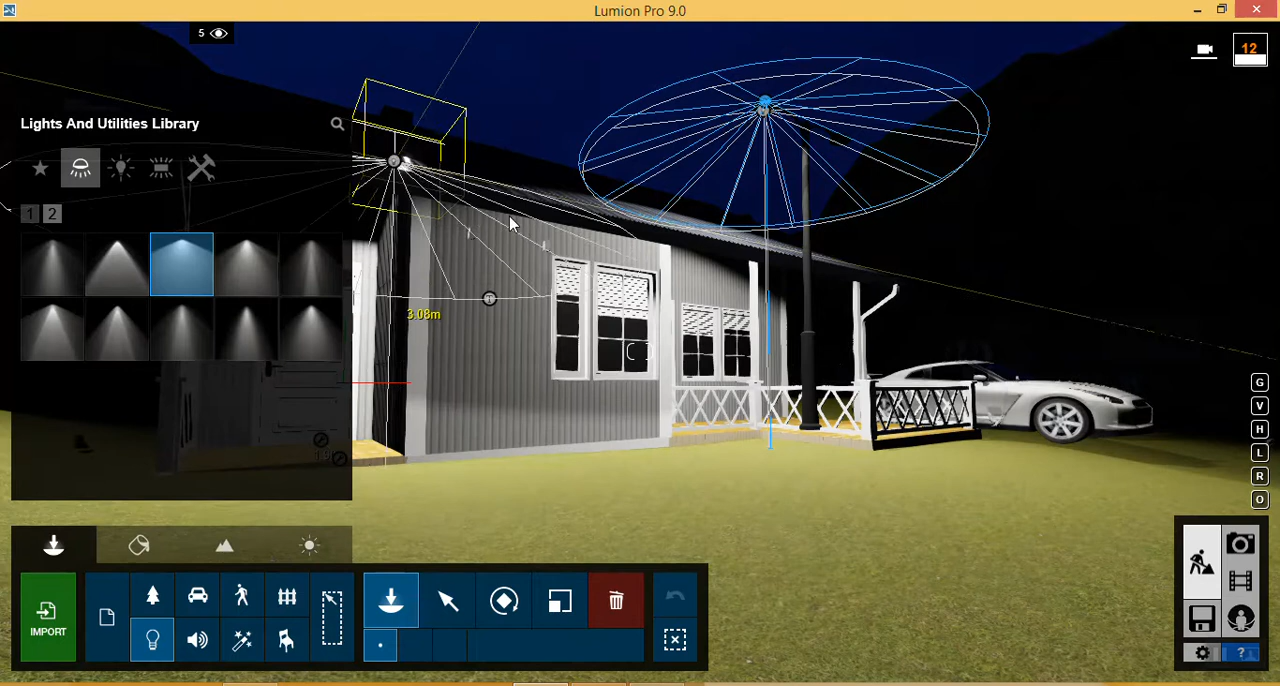 Lumion Pro 9.0
5
12
Lights And Utilities Library
1 2
3.08m
G
V
H
L
R
O
IMPORT
?